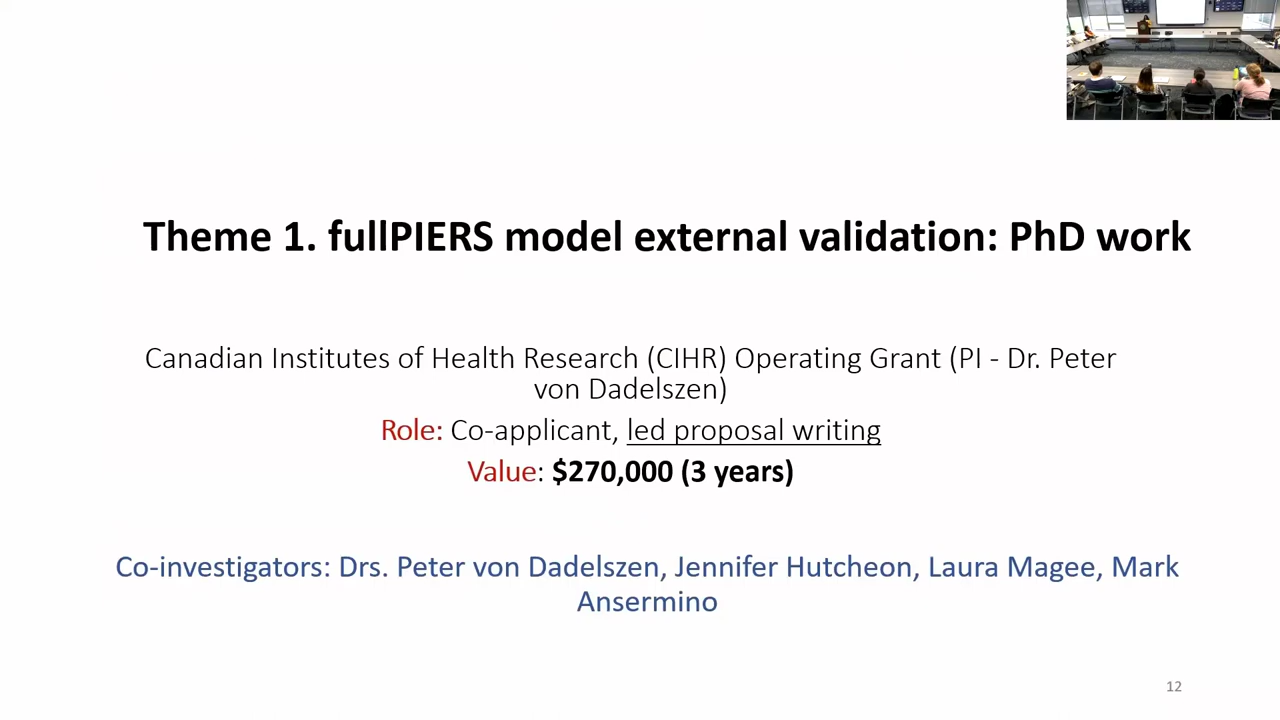 Theme 1. fullPIERS model external validation: PhD work
Canadian Institutes of Health Research (CIHR) Operating Grant (PI - Dr. Peter
von Dadelszen)
Role: Co-applicant, led proposal writing
Value: $270,000 (3 years)
Co-investigators: Drs. Peter von Dadelszen, Jennifer Hutcheon, Laura Magee, Mark
Ansermino
12